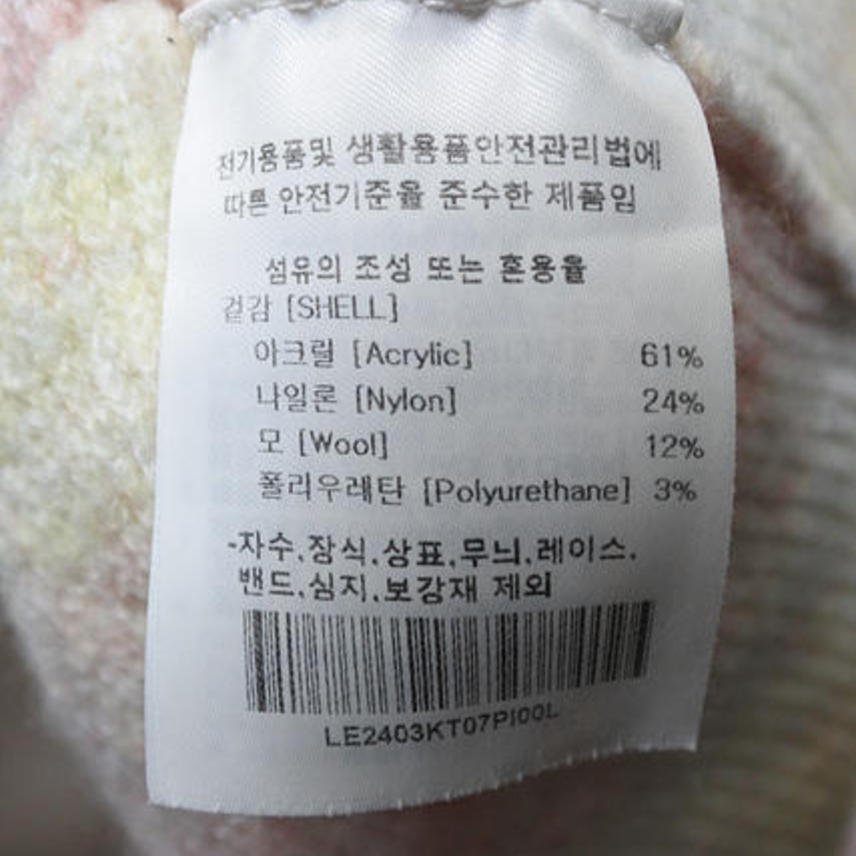 전기용품및 생활용품안전관리법에
따른 안전기준을 준수한 제품임
섬유의 조성 또는 혼용율
겉감 [SHELL]
아크릴 [Acrylic] 61%
나일론 [Nylon] 24%
모 [Wool] 12%
폴리우레탄 [Polyurethane] 3%
-자수.장식.상표.무늬.레이스.
밴드.심지.보강재 제외
LE2403KT07PI00L